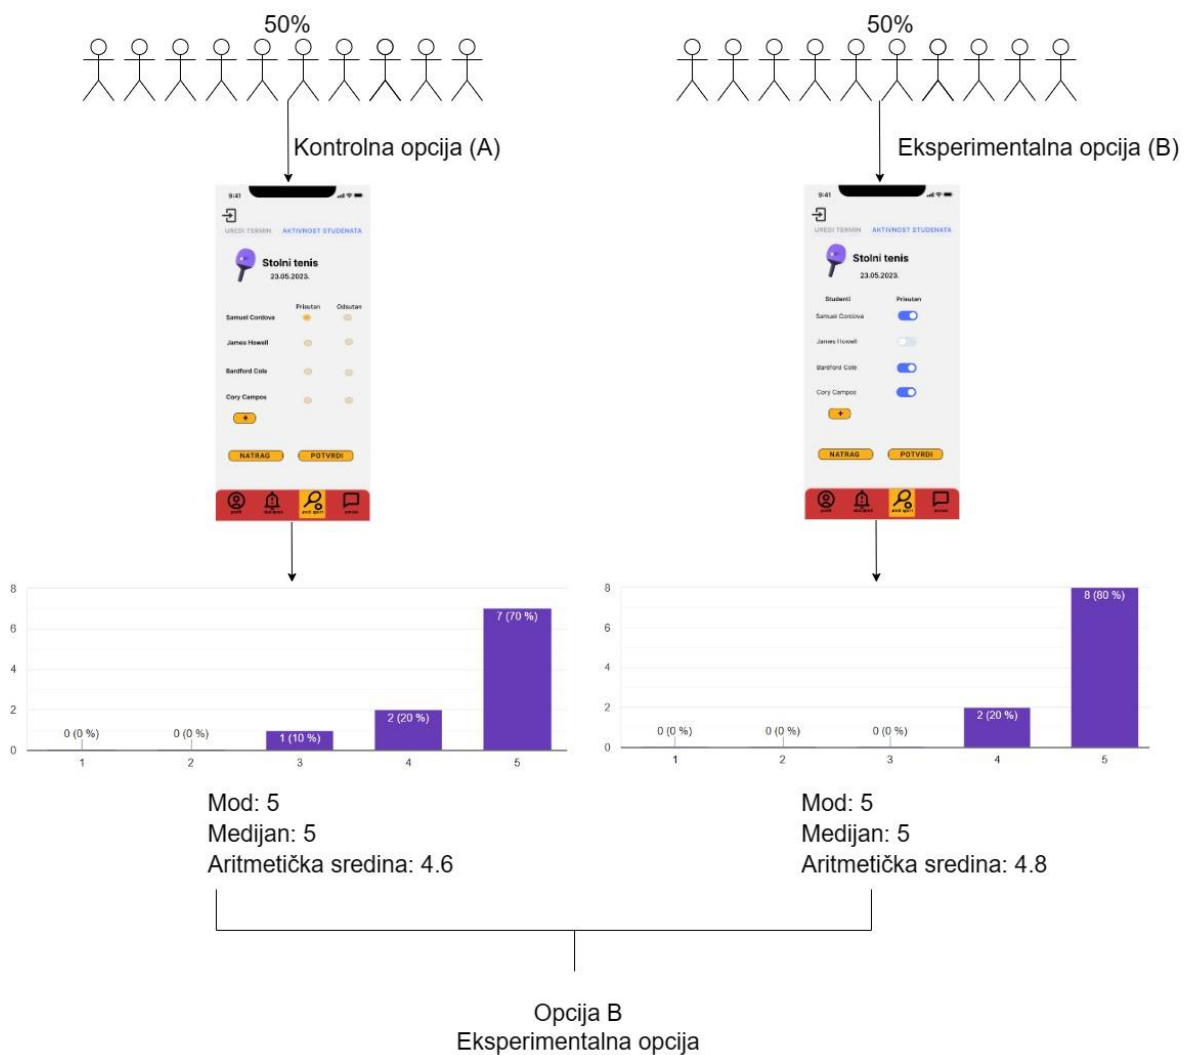 50%
50%
Kontrolna opcija (A)
Eksperimentalna opcija (B)
9:41
UREDI TERMIN AKTIVNOST STUDENATA
Stolni tenis
23.05.2023.
Prisutan Odsutan
Samuel Cordova
James Howell
Bardford Cole
Cory Campos
+
NATRAG POTVRDI
profil
9:41
UREDI TERMIN AKTIVNOST STUDENATA
Stolni tenis
23.05.2023.
Studenti Prisutan
Samuel Cordova
James Howell
Bardford Cole
Cory Campos
+
NATRAG POTVRDI
profil
8
6
4
2
0
0 (0 %) 0 (0 %) 1 (10 %) 2 (20 %) 7 (70 %)
1 2 3 4 5
8
6
4
2
0
0 (0 %) 0 (0 %) 0 (0 %) 2 (20 %) 8 (80 %)
1 2 3 4 5
Mod: 5
Medijan: 5
Aritmetička sredina: 4.6
Mod: 5
Medijan: 5
Aritmetička sredina: 4.8
Opcija B
Eksperimentalna opcija